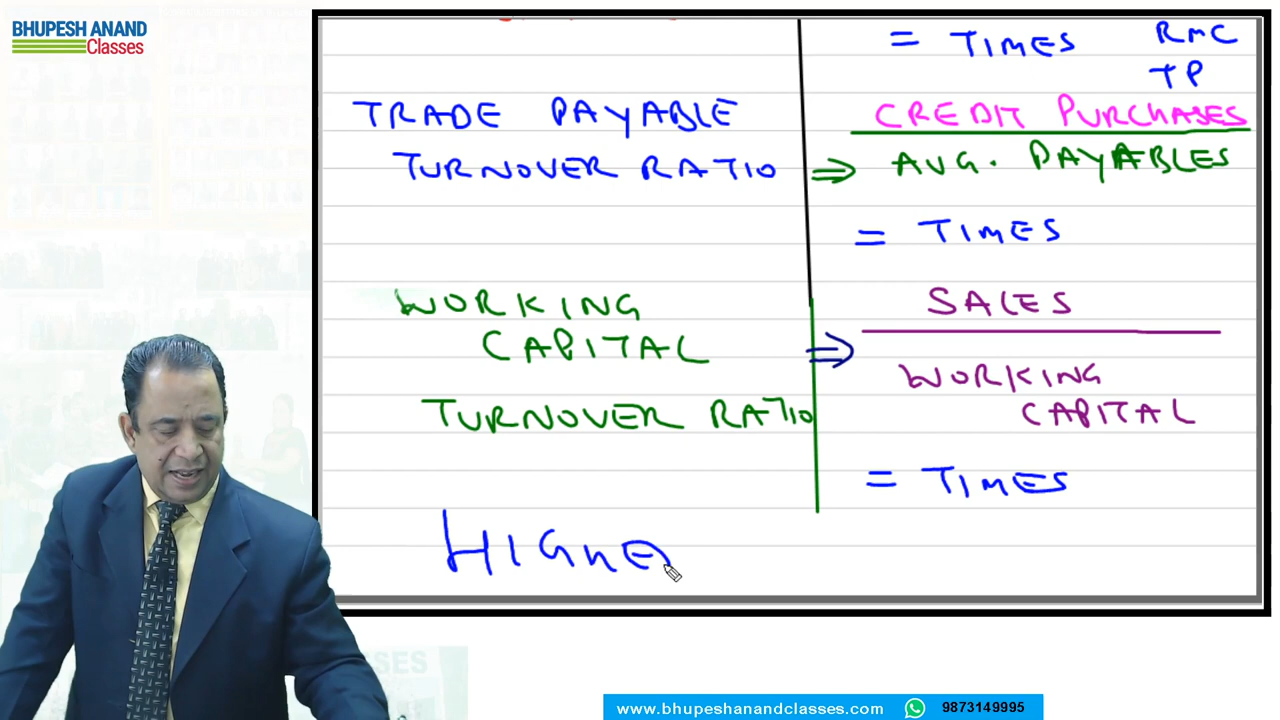 BHUPESH ANAND
Classes
= TIMES RMC
TP
TRADE PAYABLE
TURNOVER RATIO
⇒
CREDIT PURCHASES
AVG. PAYABLES
= TIMES
WORKING
CAPITAL
TURNOVER RATIO
⇒
SALES
WORKING
CAPITAL
= TIMES
HIGHE
www.bhupeshanandclasses.com 9873149995